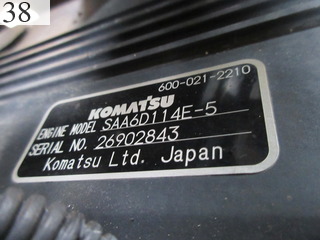 38
600-021-2210
KOMATSU
ENGINE MODEL SAA6D114E-5
SERIAL NO. 26902843
Komatsu Ltd. Japan